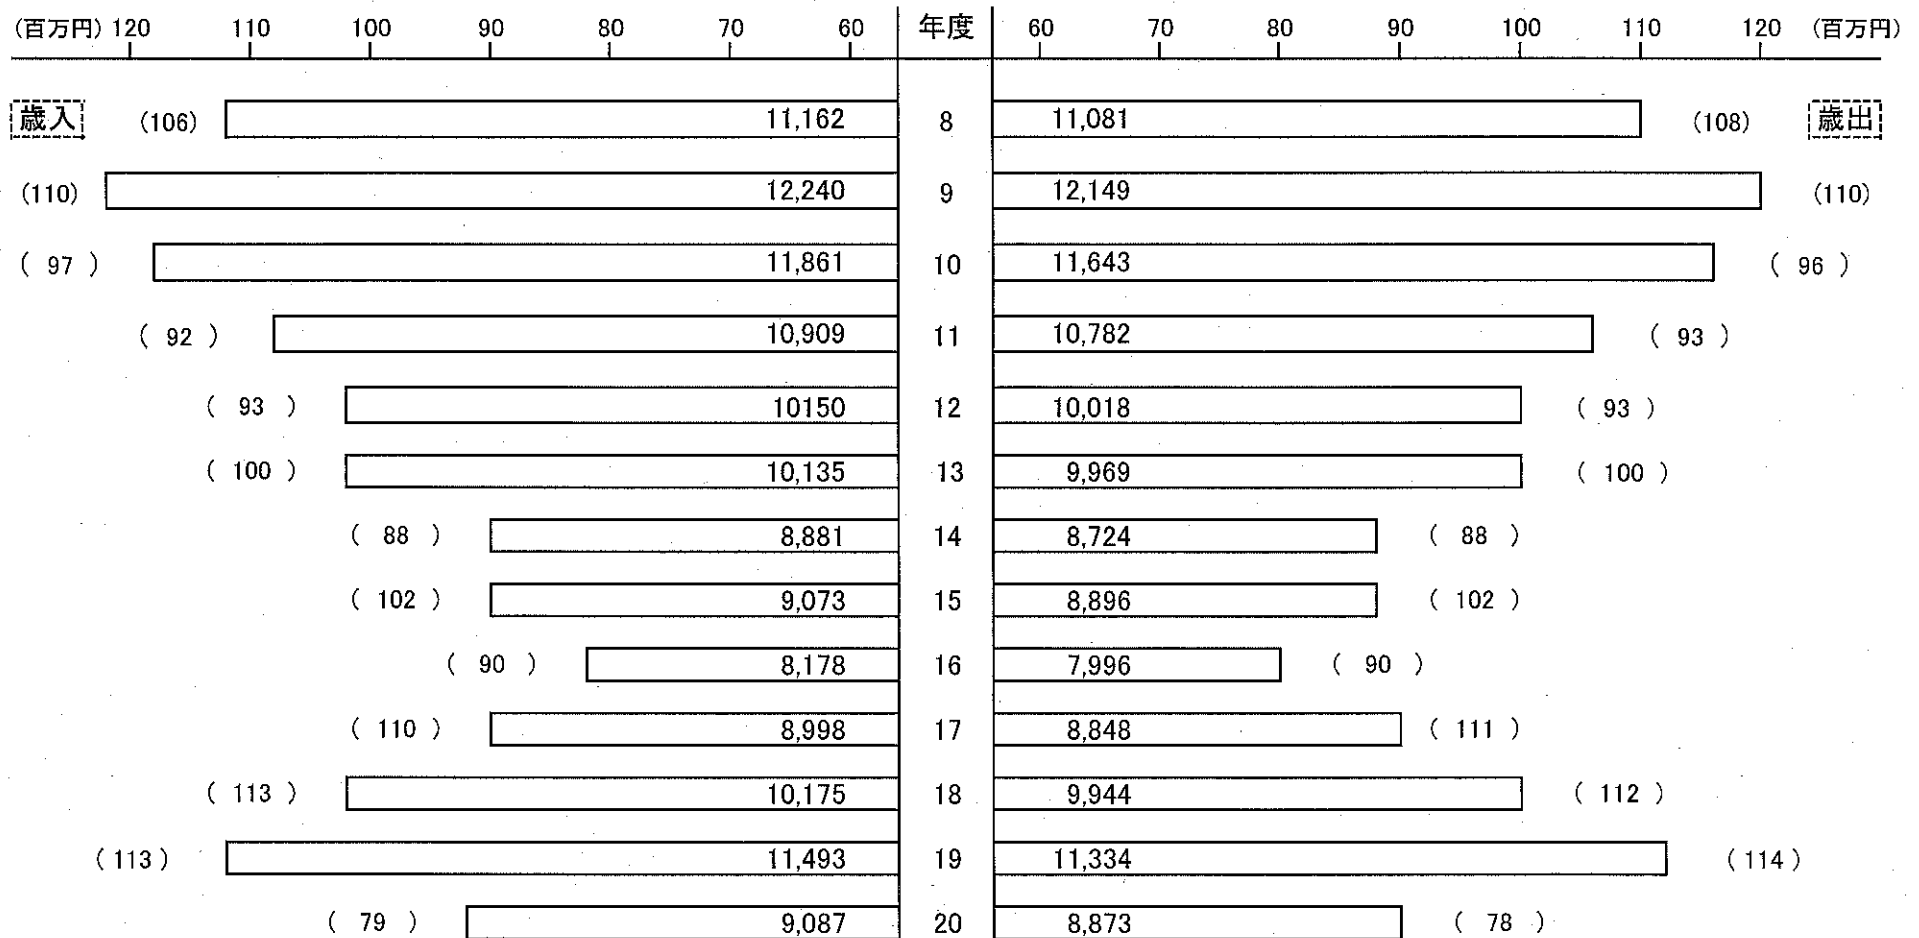 (百万円) 120 110 100 90 80 70 60 年度 60 70 80 90 100 110 120 (百万円)
歳入 (106) 11,162 8 11,081 (108) 歳出
(110) 12,240 9 12,149 (110)
( 97 ) 11,861 10 11,643 ( 96 )
( 92 ) 10,909 11 10,782 ( 93 )
( 93 ) 10150 12 10,018 ( 93 )
( 100 ) 10,135 13 9,969 ( 100 )
( 88 ) 8,881 14 8,724 ( 88 )
( 102 ) 9,073 15 8,896 ( 102 )
( 90 ) 8,178 16 7,996 ( 90 )
( 110 ) 8,998 17 8,848 ( 111 )
( 113 ) 10,175 18 9,944 ( 112 )
( 113 ) 11,493 19 11,334 ( 114 )
( 79 ) 9,087 20 8,873 ( 78 )